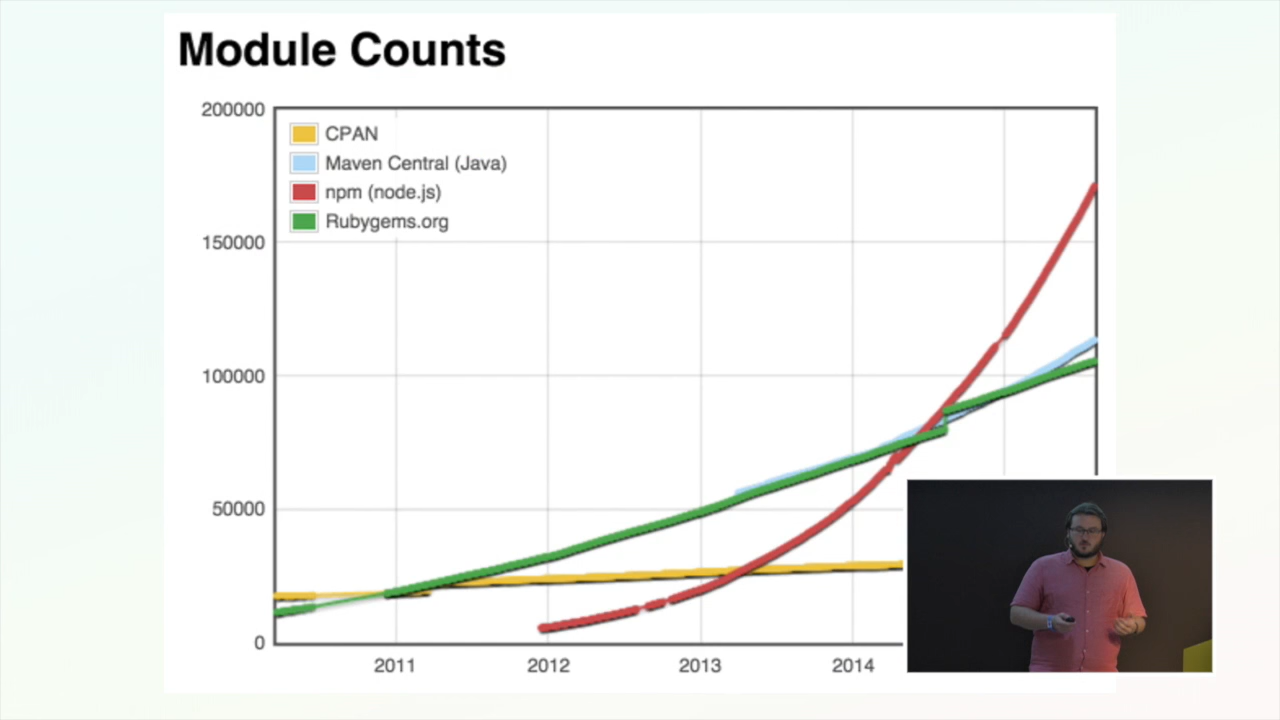 Module Counts
200000
CPAN
Maven Central (Java)
npm (node.js)
Rubygems.org
150000
100000
50000
0
2011
2012
2013
2014